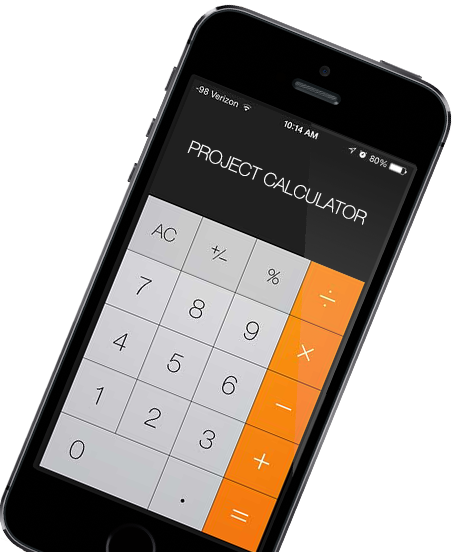 -98 Verizon 10:14 AM 80%
PROJECT CALCULATOR
AC +/− % ÷
7 8 9 ×
4 5 6 −
1 2 3 +
0 . =